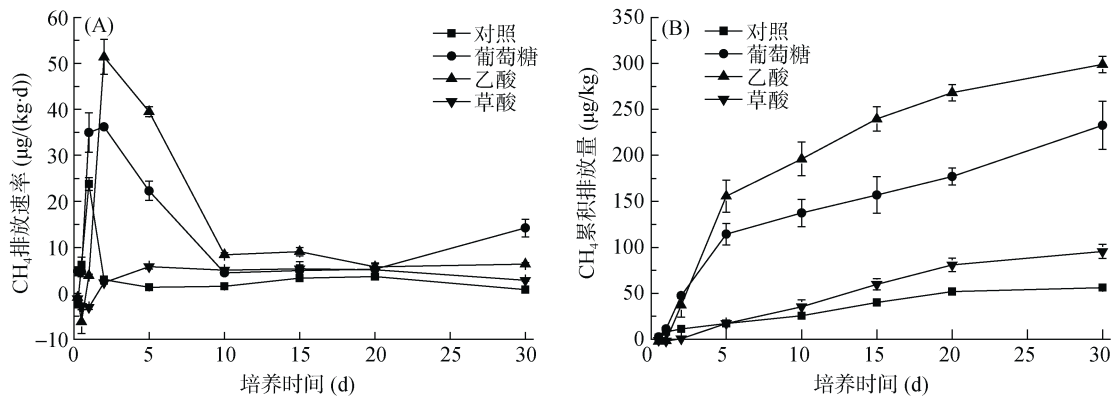 (A)
对照
葡萄糖
乙酸
草酸
CH₄排放速率 (μg/(kg·d))
60
50
40
30
20
10
0
−10
0 5 10 15 20 25 30
培养时间 (d)
(B)
对照
葡萄糖
乙酸
草酸
CH₄累积排放量 (μg/kg)
350
300
250
200
150
100
50
0
0 5 10 15 20 25 30
培养时间 (d)